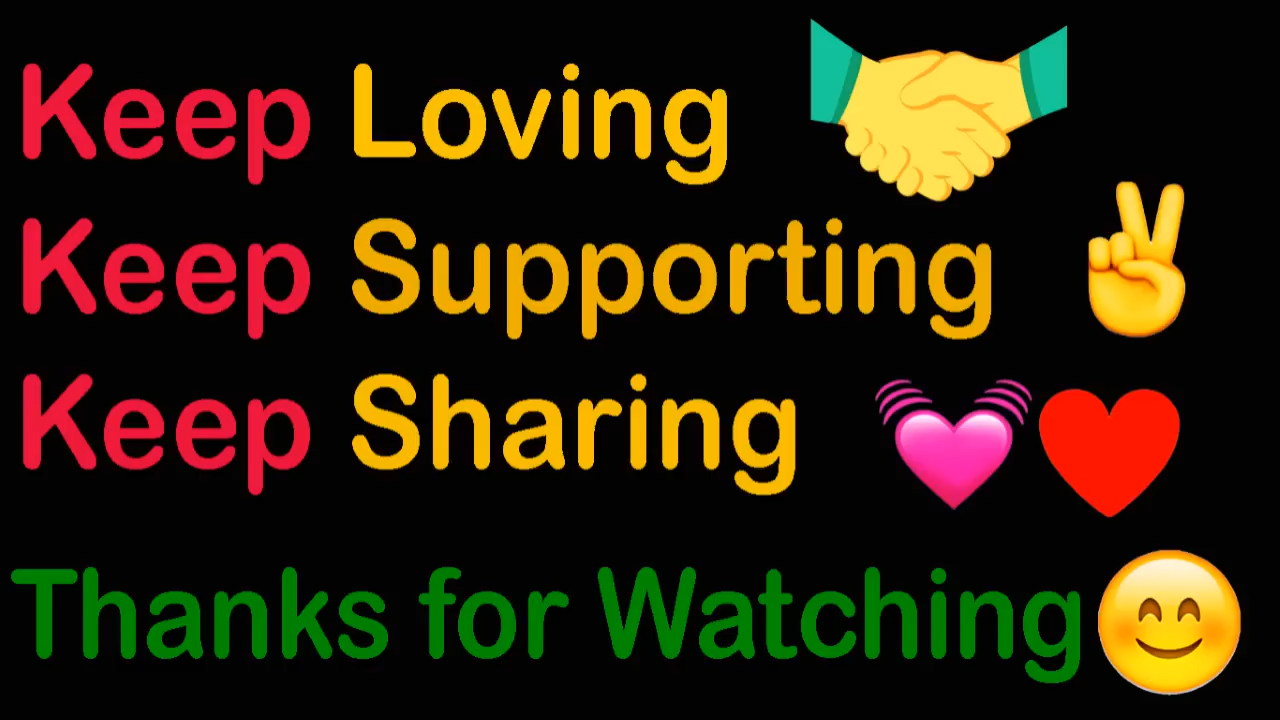 Keep Loving
Keep Supporting
Keep Sharing
Thanks for Watching